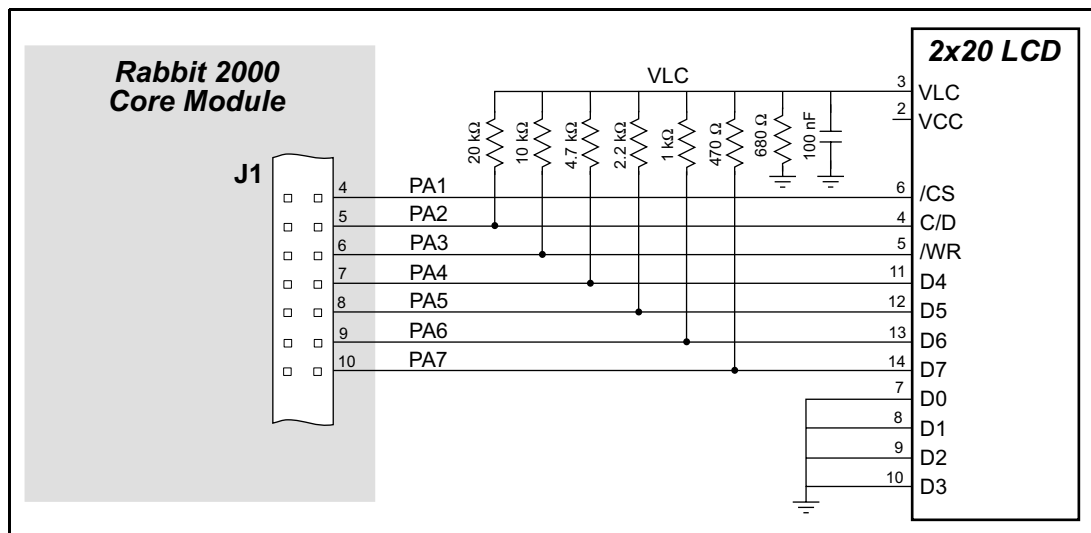 Rabbit 2000
Core Module
2x20 LCD
VLC
3
VLC
2
VCC
20 kΩ
10 kΩ
4.7 kΩ
2.2 kΩ
1 kΩ
470 Ω
680 Ω
100 nF
J1
4
PA1
6
/CS
5
PA2
4
C/D
6
PA3
5
/WR
7
PA4
11
D4
8
PA5
12
D5
9
PA6
13
D6
10
PA7
14
D7
7
D0
8
D1
9
D2
10
D3